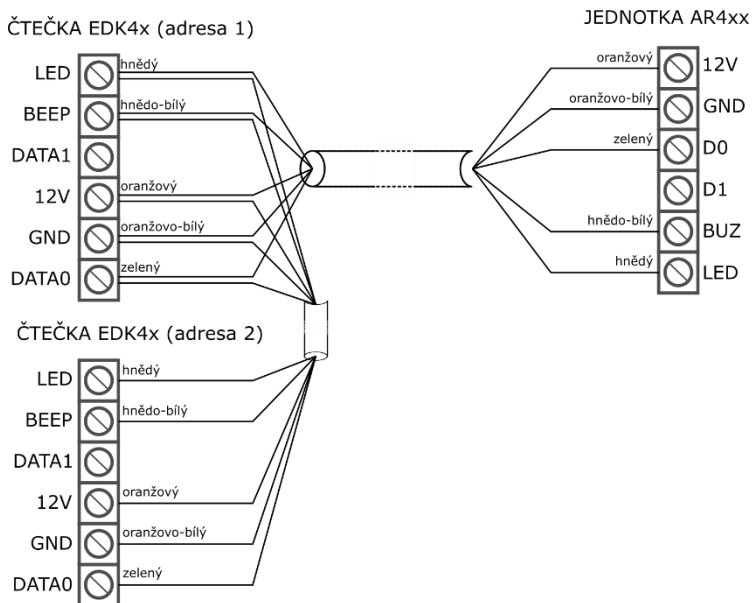 ČTEČKA EDK4x (adresa 1)
LED
hnědý
BEEP
hnědo-bílý
DATA1
12V
oranžový
GND
oranžovo-bílý
DATA0
zelený
JEDNOTKA AR4xx
oranžový
12V
oranžovo-bílý
GND
zelený
D0
D1
hnědo-bílý
BUZ
hnědý
LED
ČTEČKA EDK4x (adresa 2)
LED
hnědý
BEEP
hnědo-bílý
DATA1
12V
oranžový
GND
oranžovo-bílý
DATA0
zelený